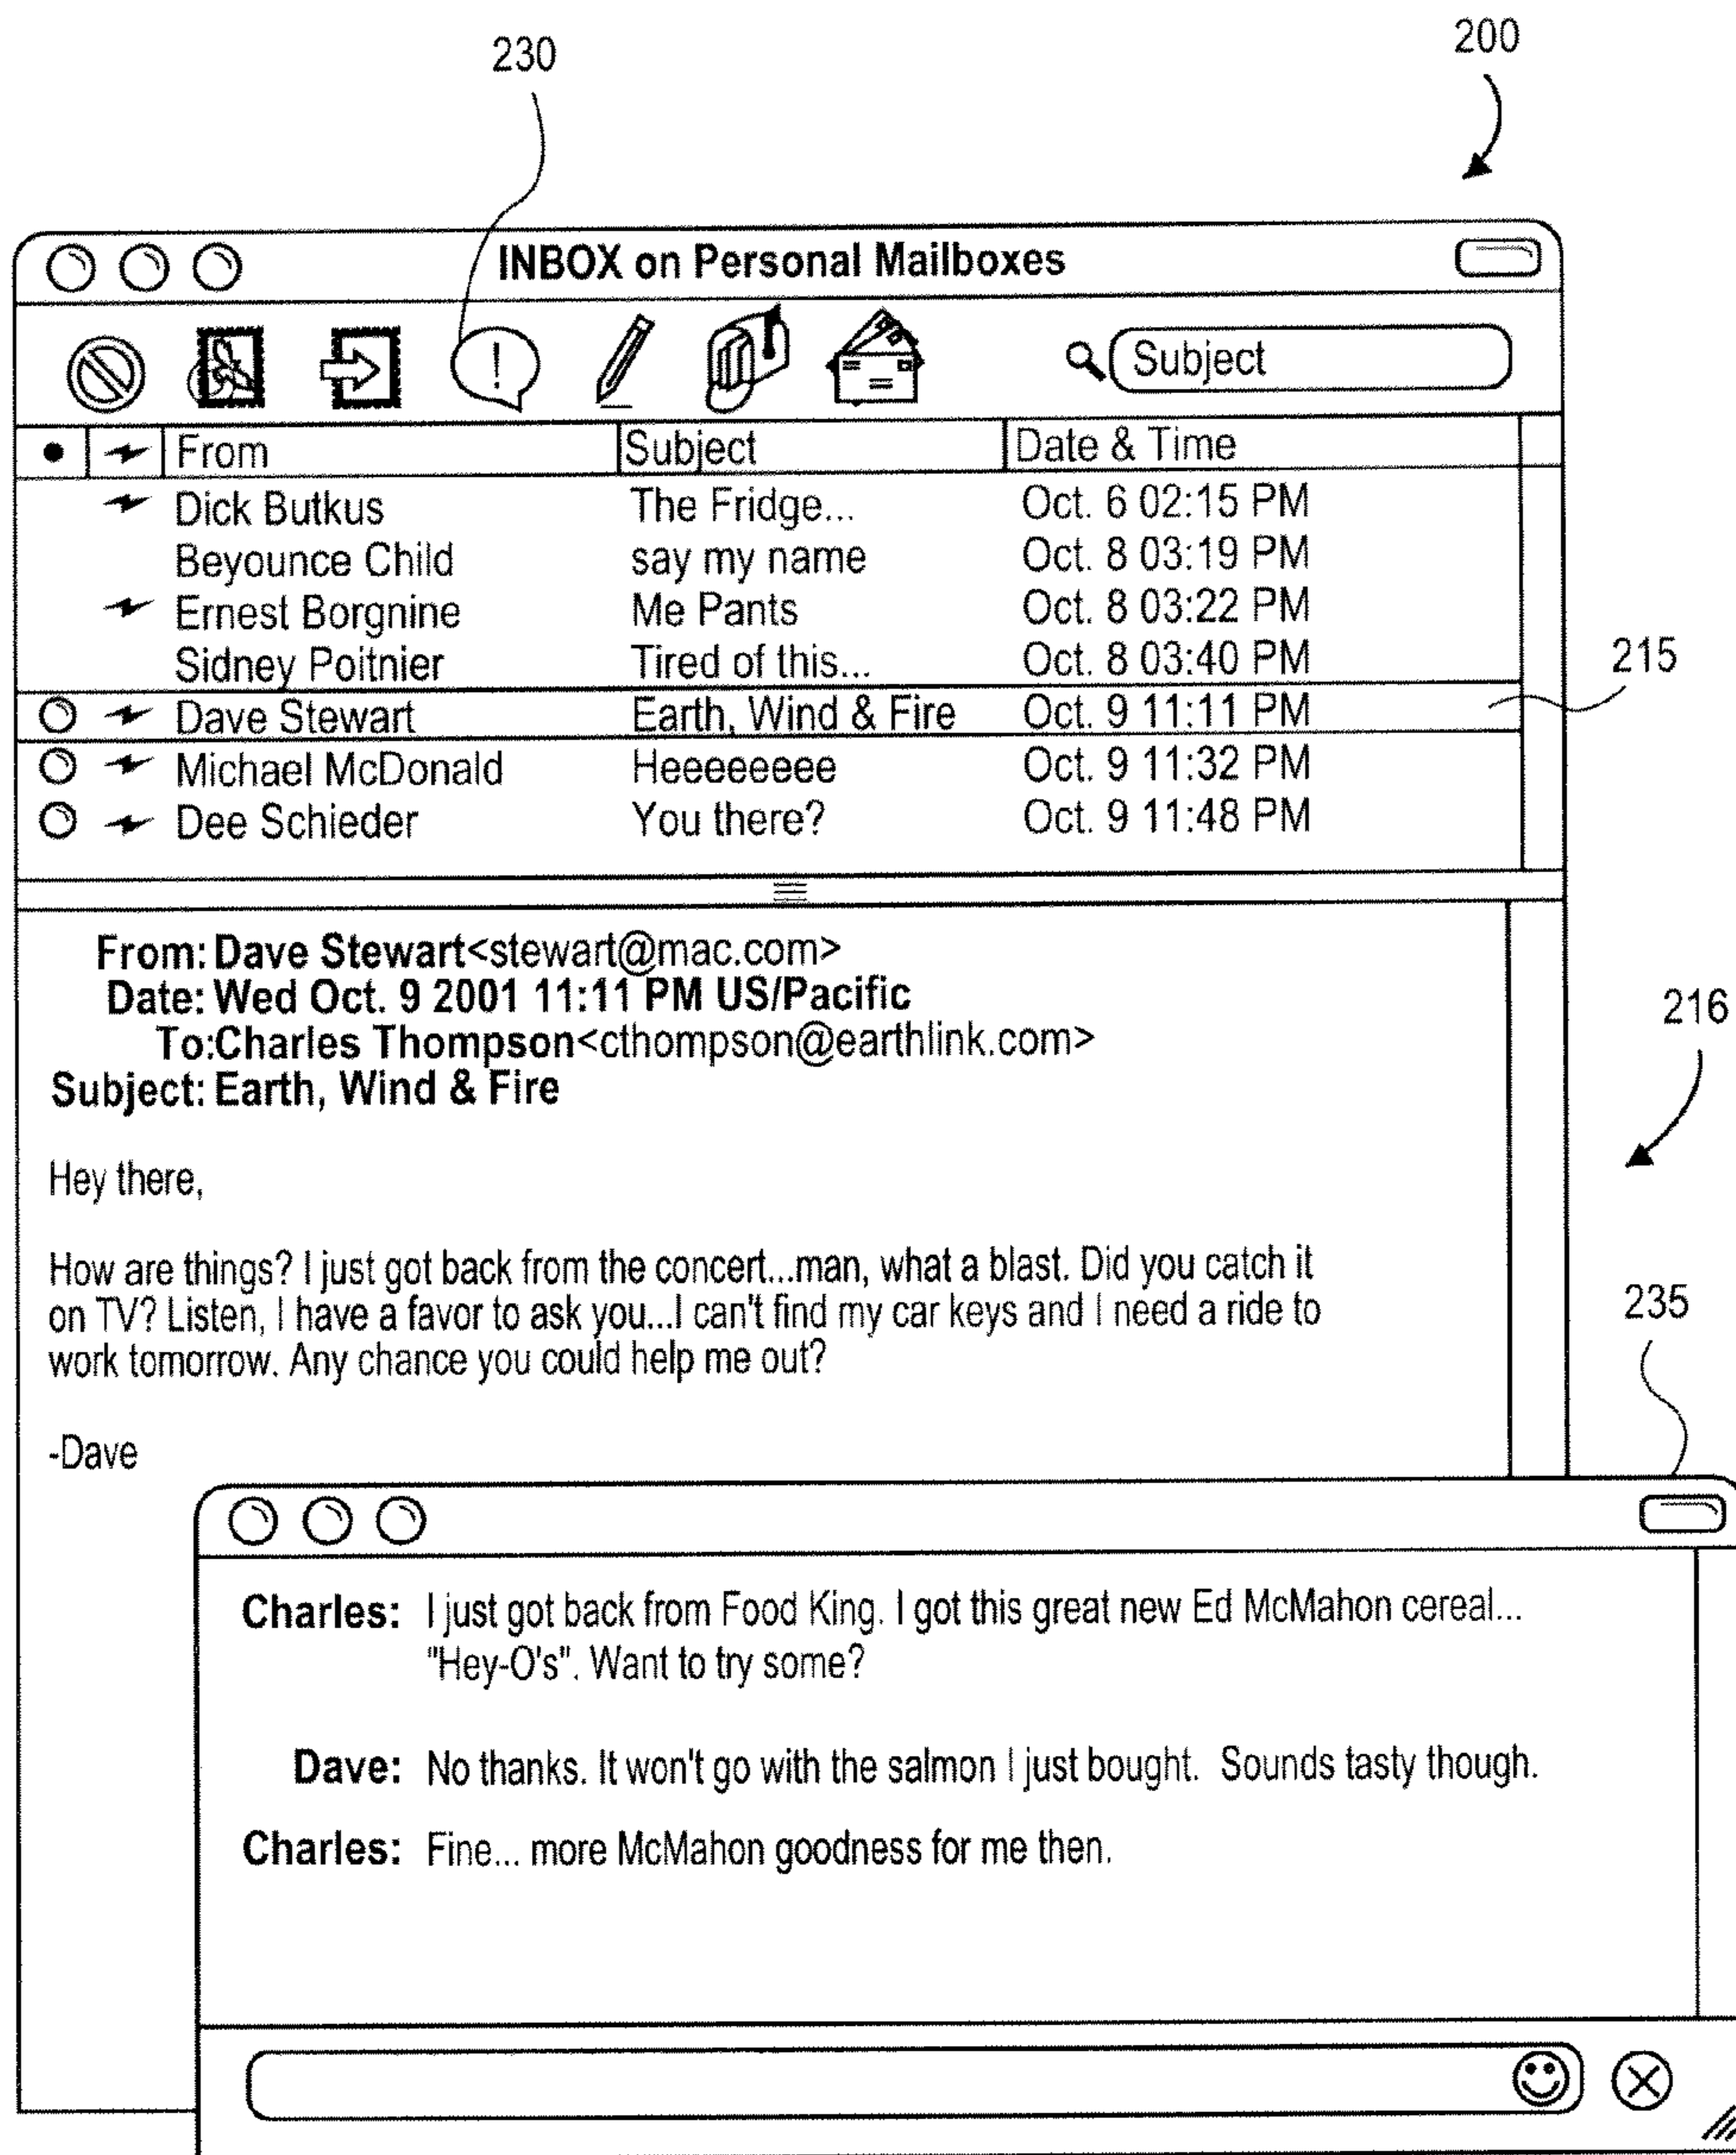 230
200
INBOX on Personal Mailboxes
!
Subject
From Subject Date & Time
Dick Butkus The Fridge... Oct. 6 02:15 PM
Beyounce Child say my name Oct. 8 03:19 PM
Ernest Borgnine Me Pants Oct. 8 03:22 PM
Sidney Poitnier Tired of this... Oct. 8 03:40 PM
215
Dave Stewart Earth, Wind & Fire Oct. 9 11:11 PM
Michael McDonald Heeeeeeee Oct. 9 11:32 PM
Dee Schieder You there? Oct. 9 11:48 PM
From: Dave Stewart<stewart@mac.com>
Date: Wed Oct. 9 2001 11:11 PM US/Pacific
216
To:Charles Thompson<cthompson@earthlink.com>
Subject: Earth, Wind & Fire
Hey there,
How are things? I just got back from the concert...man, what a blast. Did you catch it
on TV? Listen, I have a favor to ask you...I can't find my car keys and I need a ride to
work tomorrow. Any chance you could help me out?
235
-Dave
Charles: I just got back from Food King. I got this great new Ed McMahon cereal...
"Hey-O's". Want to try some?
Dave: No thanks. It won't go with the salmon I just bought. Sounds tasty though.
Charles: Fine... more McMahon goodness for me then.